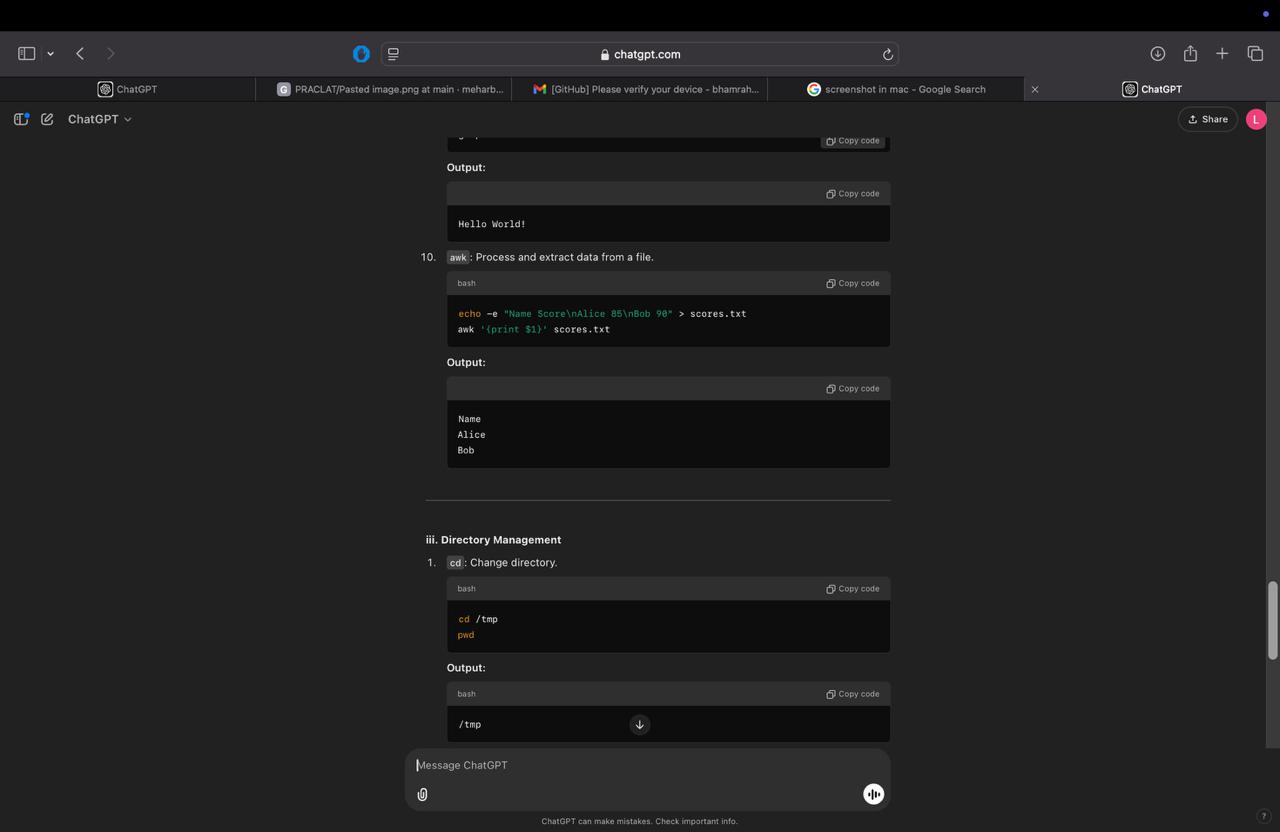 chatgpt.com
ChatGPT
PRACLAT/Pasted image.png at main · meharb...
[GitHub] Please verify your device - bhamrah...
screenshot in mac - Google Search
ChatGPT
ChatGPT
Share
L
Copy code
Output:
Copy code
Hello World!
10. awk: Process and extract data from a file.
bash
Copy code
echo -e "Name Score\nAlice 85\nBob 90" > scores.txt
awk '{print $1}' scores.txt
Output:
Copy code
Name
Alice
Bob
iii. Directory Management
1. cd: Change directory.
bash
Copy code
cd /tmp
pwd
Output:
bash
Copy code
/tmp
Message ChatGPT
ChatGPT can make mistakes. Check important info.
?